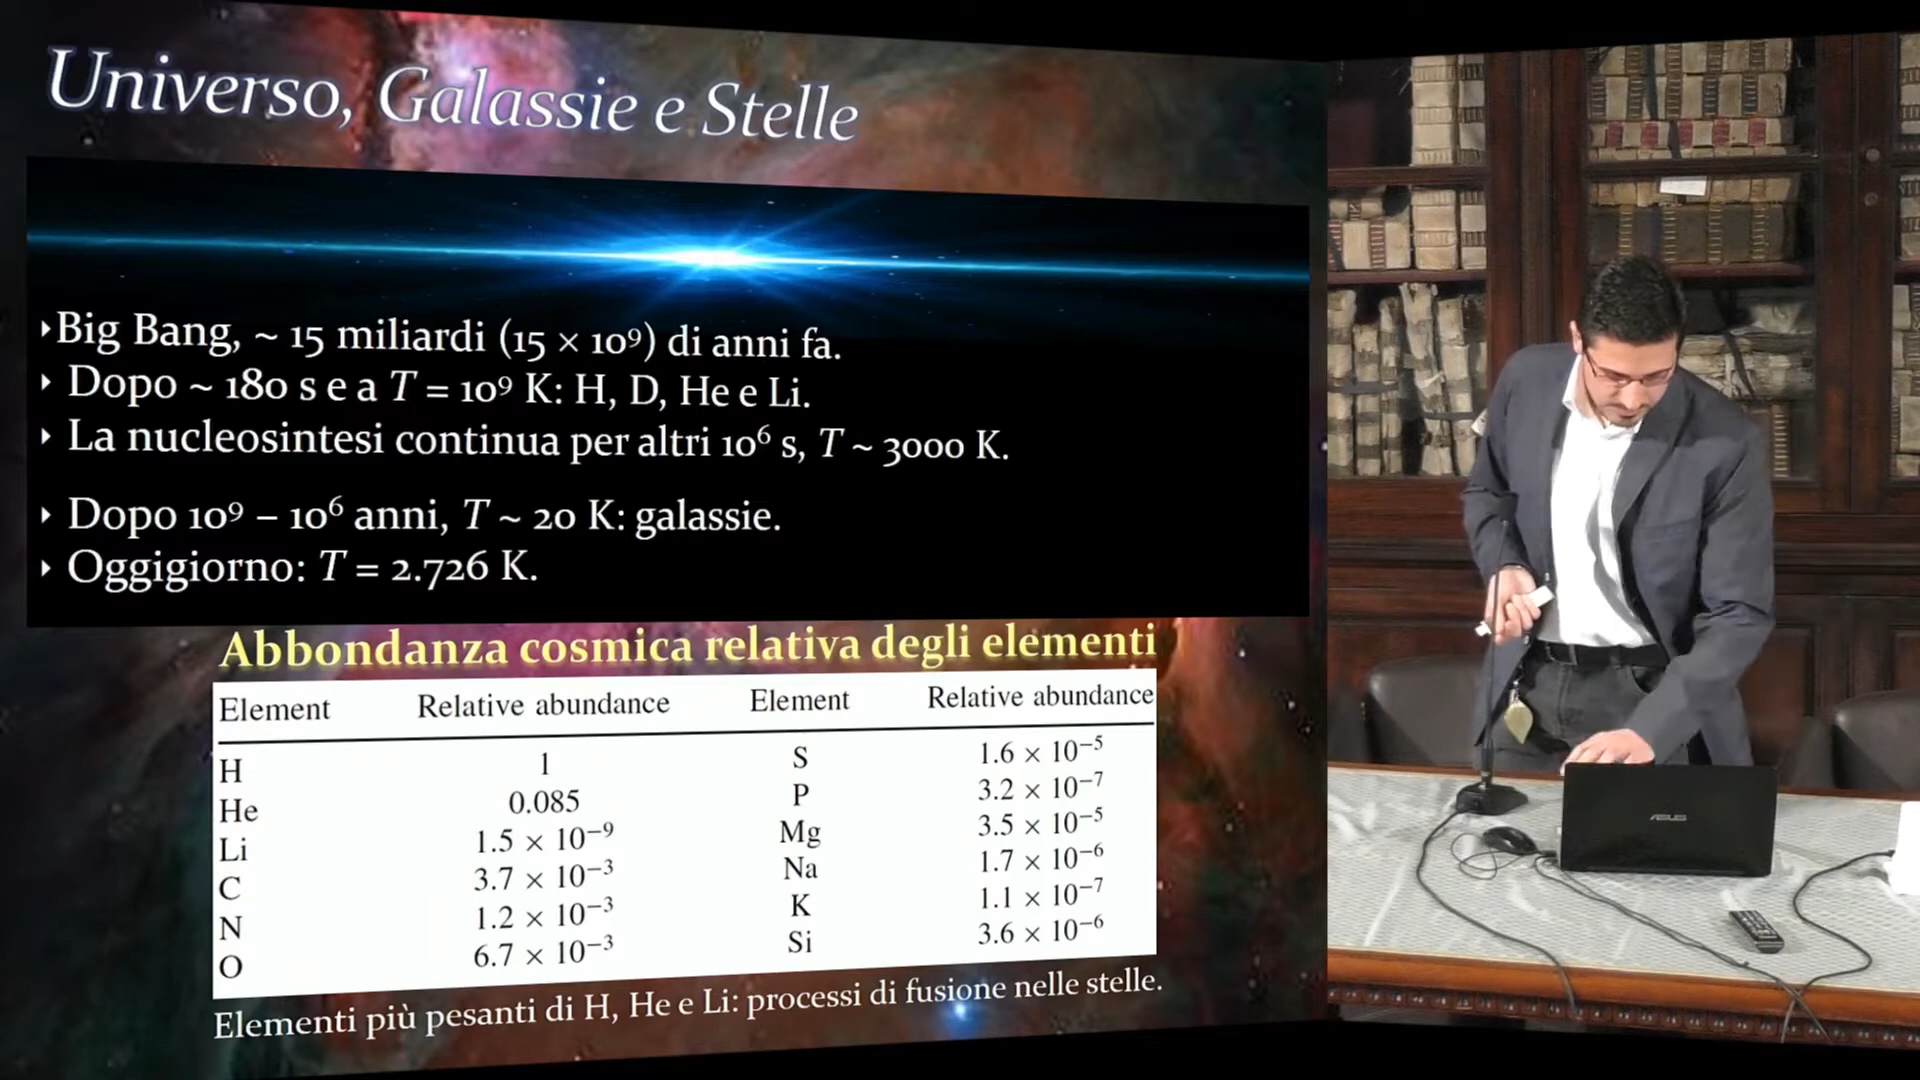 Universo, Galassie e Stelle
‣Big Bang, ~ 15 miliardi (15 × 10⁹) di anni fa.
‣ Dopo ~ 180 s e a T = 10⁹ K: H, D, He e Li.
‣ La nucleosintesi continua per altri 10⁶ s, T ~ 3000 K.
‣ Dopo 10⁹ – 10⁶ anni, T ~ 20 K: galassie.
‣ Oggigiorno: T = 2.726 K.
Abbondanza cosmica relativa degli elementi
Element Relative abundance Element Relative abundance
H 1 S 1.6 × 10⁻⁵
He 0.085 P 3.2 × 10⁻⁷
Li 1.5 × 10⁻⁹ Mg 3.5 × 10⁻⁵
C 3.7 × 10⁻³ Na 1.7 × 10⁻⁶
N 1.2 × 10⁻³ K 1.1 × 10⁻⁷
O 6.7 × 10⁻³ Si 3.6 × 10⁻⁶
Elementi più pesanti di H, He e Li: processi di fusione nelle stelle.
ASUS